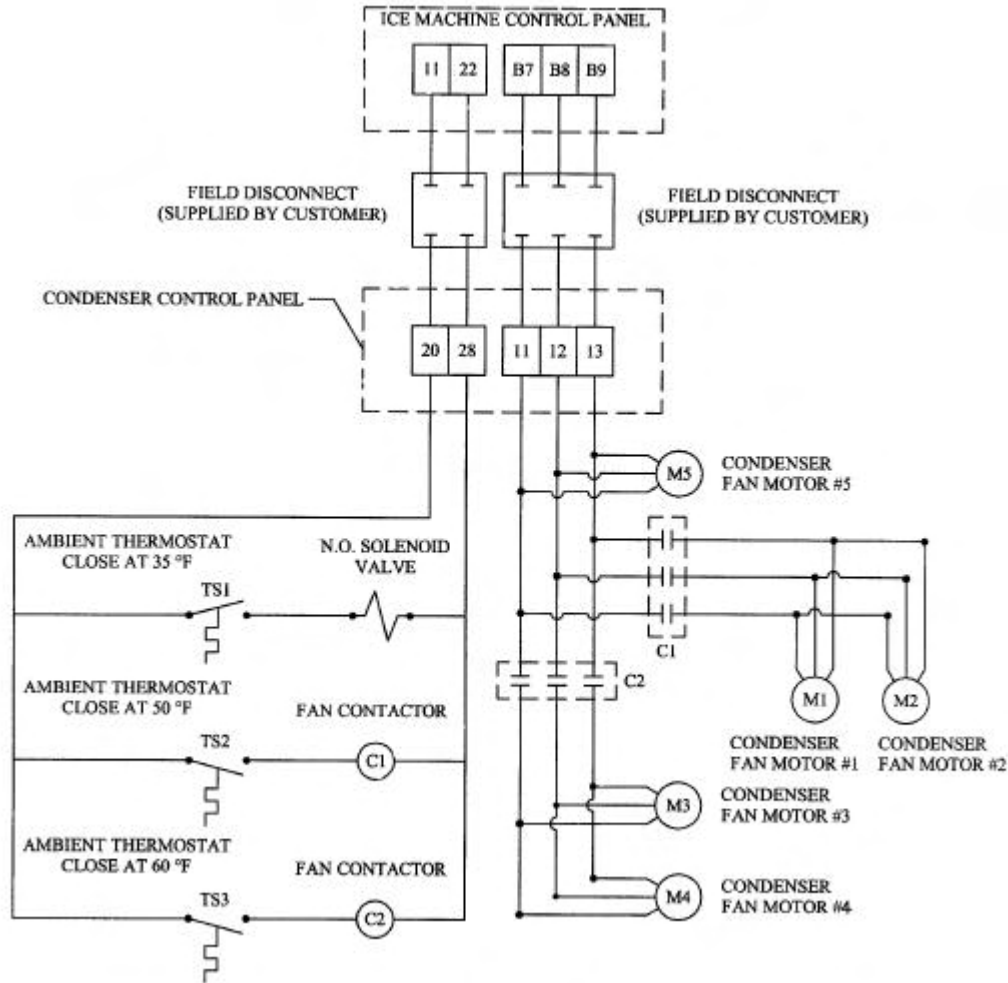 ICE MACHINE CONTROL PANEL
11 22 B7 B8 B9
FIELD DISCONNECT
(SUPPLIED BY CUSTOMER)
FIELD DISCONNECT
(SUPPLIED BY CUSTOMER)
CONDENSER CONTROL PANEL
20 28 11 12 13
M5
CONDENSER
FAN MOTOR #5
AMBIENT THERMOSTAT
CLOSE AT 35 °F
N.O. SOLENOID
VALVE
TS1
C1
C2
AMBIENT THERMOSTAT
CLOSE AT 50 °F
FAN CONTACTOR
TS2
C1
M1
M2
CONDENSER
FAN MOTOR #1
CONDENSER
FAN MOTOR #2
M3
CONDENSER
FAN MOTOR #3
AMBIENT THERMOSTAT
CLOSE AT 60 °F
FAN CONTACTOR
TS3
C2
M4
CONDENSER
FAN MOTOR #4